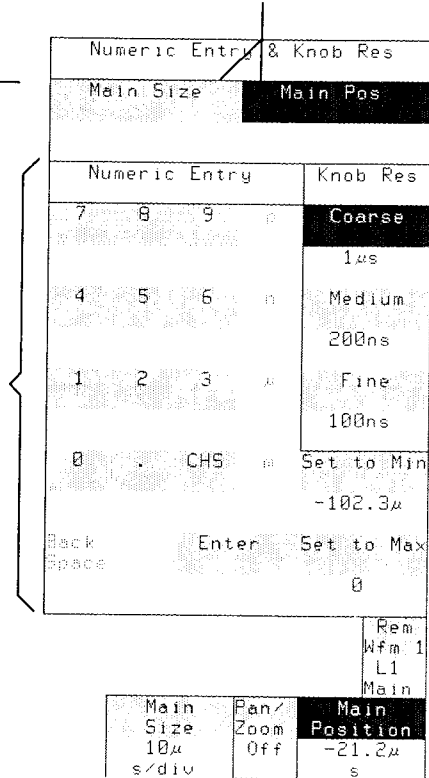 Numeric Entry & Knob Res
Main Size Main Pos
Numeric Entry Knob Res
7 8 9 p Coarse
1µs
4 5 6 n Medium
200ns
1 2 3 µ Fine
100ns
0 . CHS m Set to Min
-102.3µ
Back Enter Set to Max
Space
0
Rem
Wfm 1
L1
Main
Main Pan/ Main
Size Zoom Position
10µ Off -21.2µ
s/div s